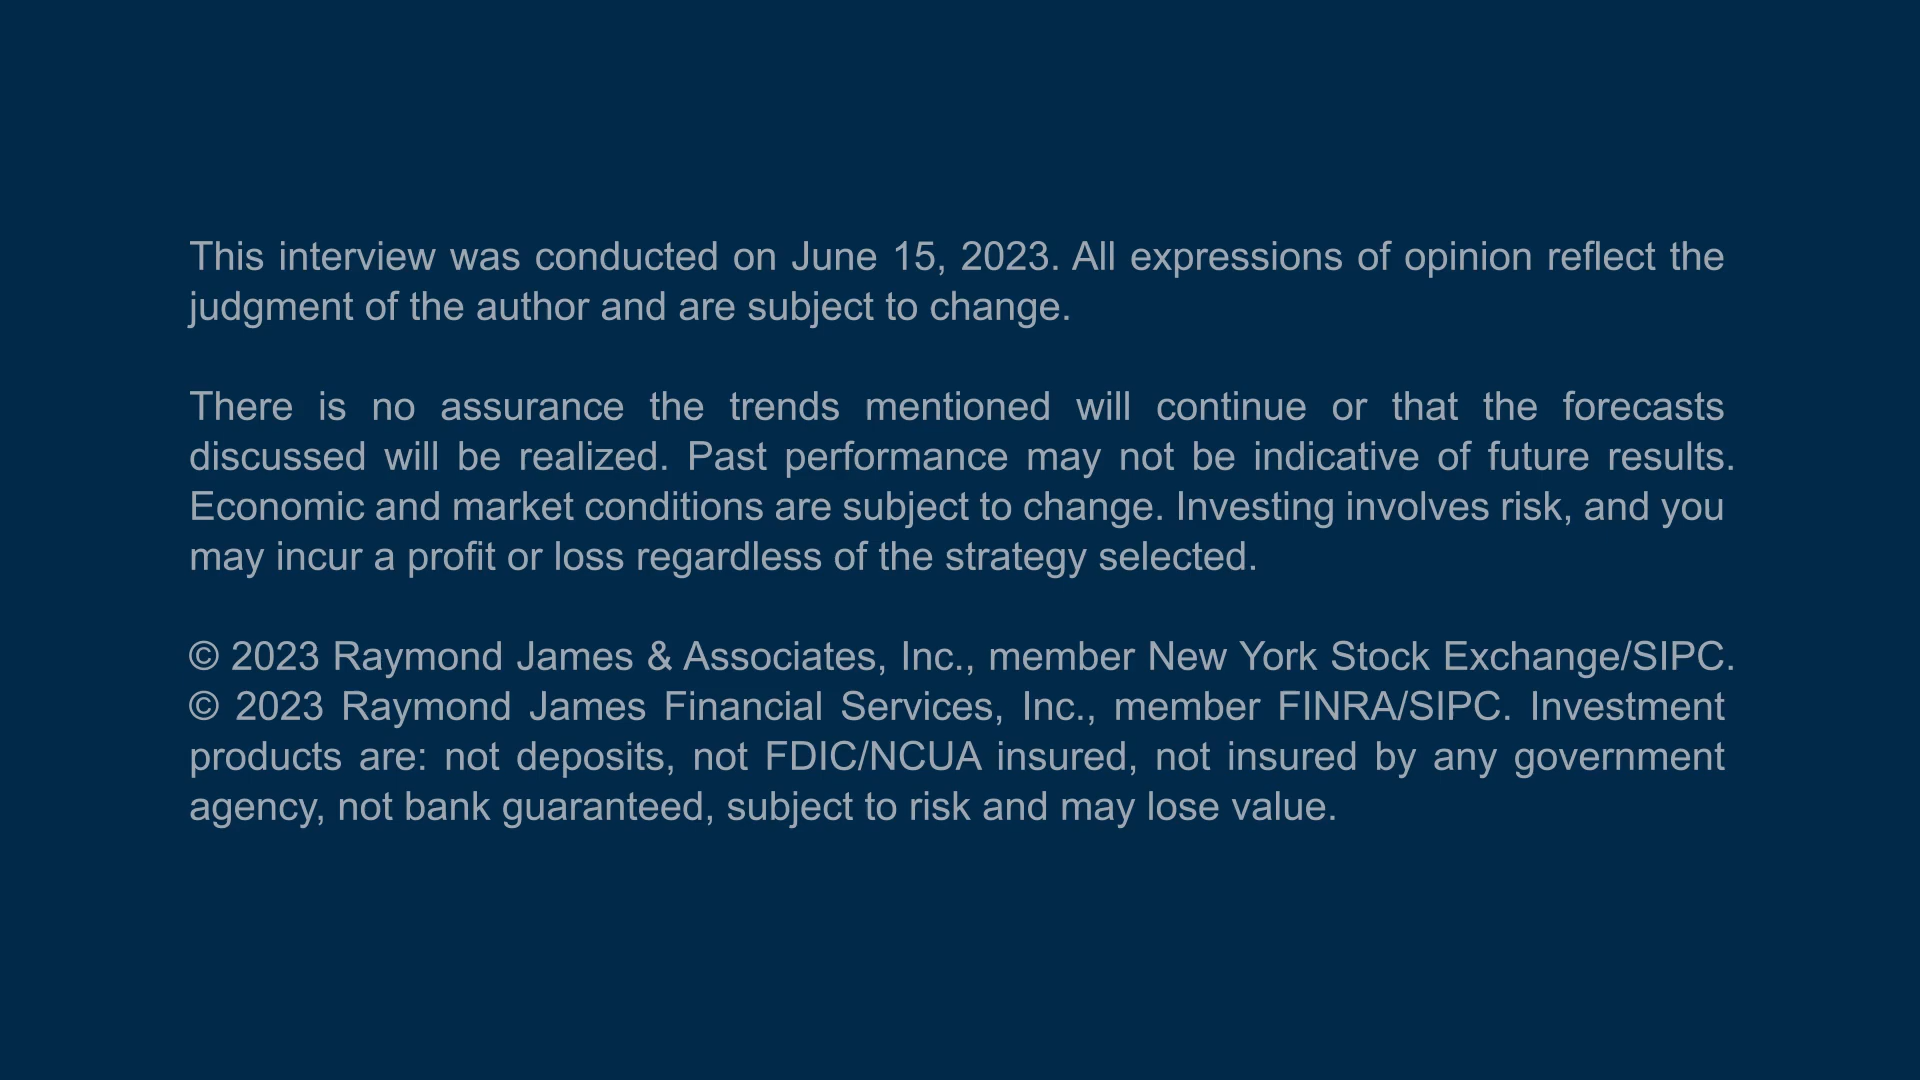 This interview was conducted on June 15, 2023. All expressions of opinion reflect the
judgment of the author and are subject to change.
There is no assurance the trends mentioned will continue or that the forecasts
discussed will be realized. Past performance may not be indicative of future results.
Economic and market conditions are subject to change. Investing involves risk, and you
may incur a profit or loss regardless of the strategy selected.
© 2023 Raymond James & Associates, Inc., member New York Stock Exchange/SIPC.
© 2023 Raymond James Financial Services, Inc., member FINRA/SIPC. Investment
products are: not deposits, not FDIC/NCUA insured, not insured by any government
agency, not bank guaranteed, subject to risk and may lose value.